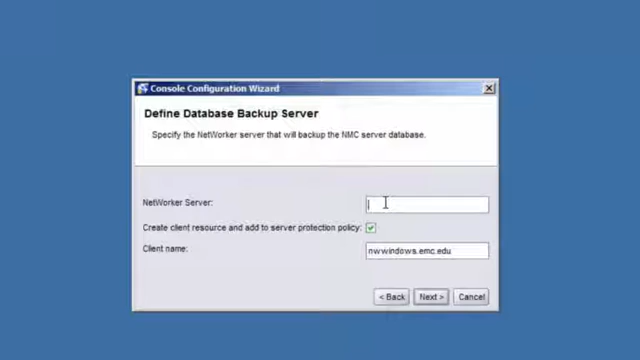 Console Configuration Wizard
Define Database Backup Server
Specify the NetWorker server that will backup the NMC server database.
NetWorker Server:
Create client resource and add to server protection policy:
Client name: nwwindows.emc.edu
< Back Next > Cancel